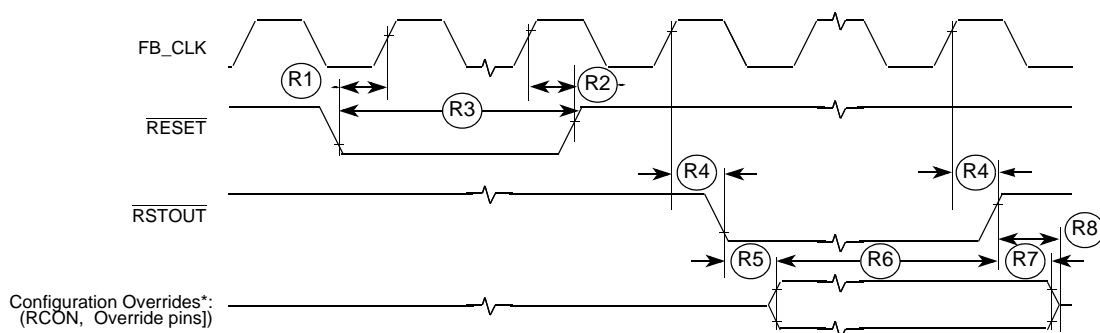 FB_CLK
R1
R2
R3
RESET
R4
R4
RSTOUT
R8
R5
R6
R7
Configuration Overrides*:
(RCON, Override pins])